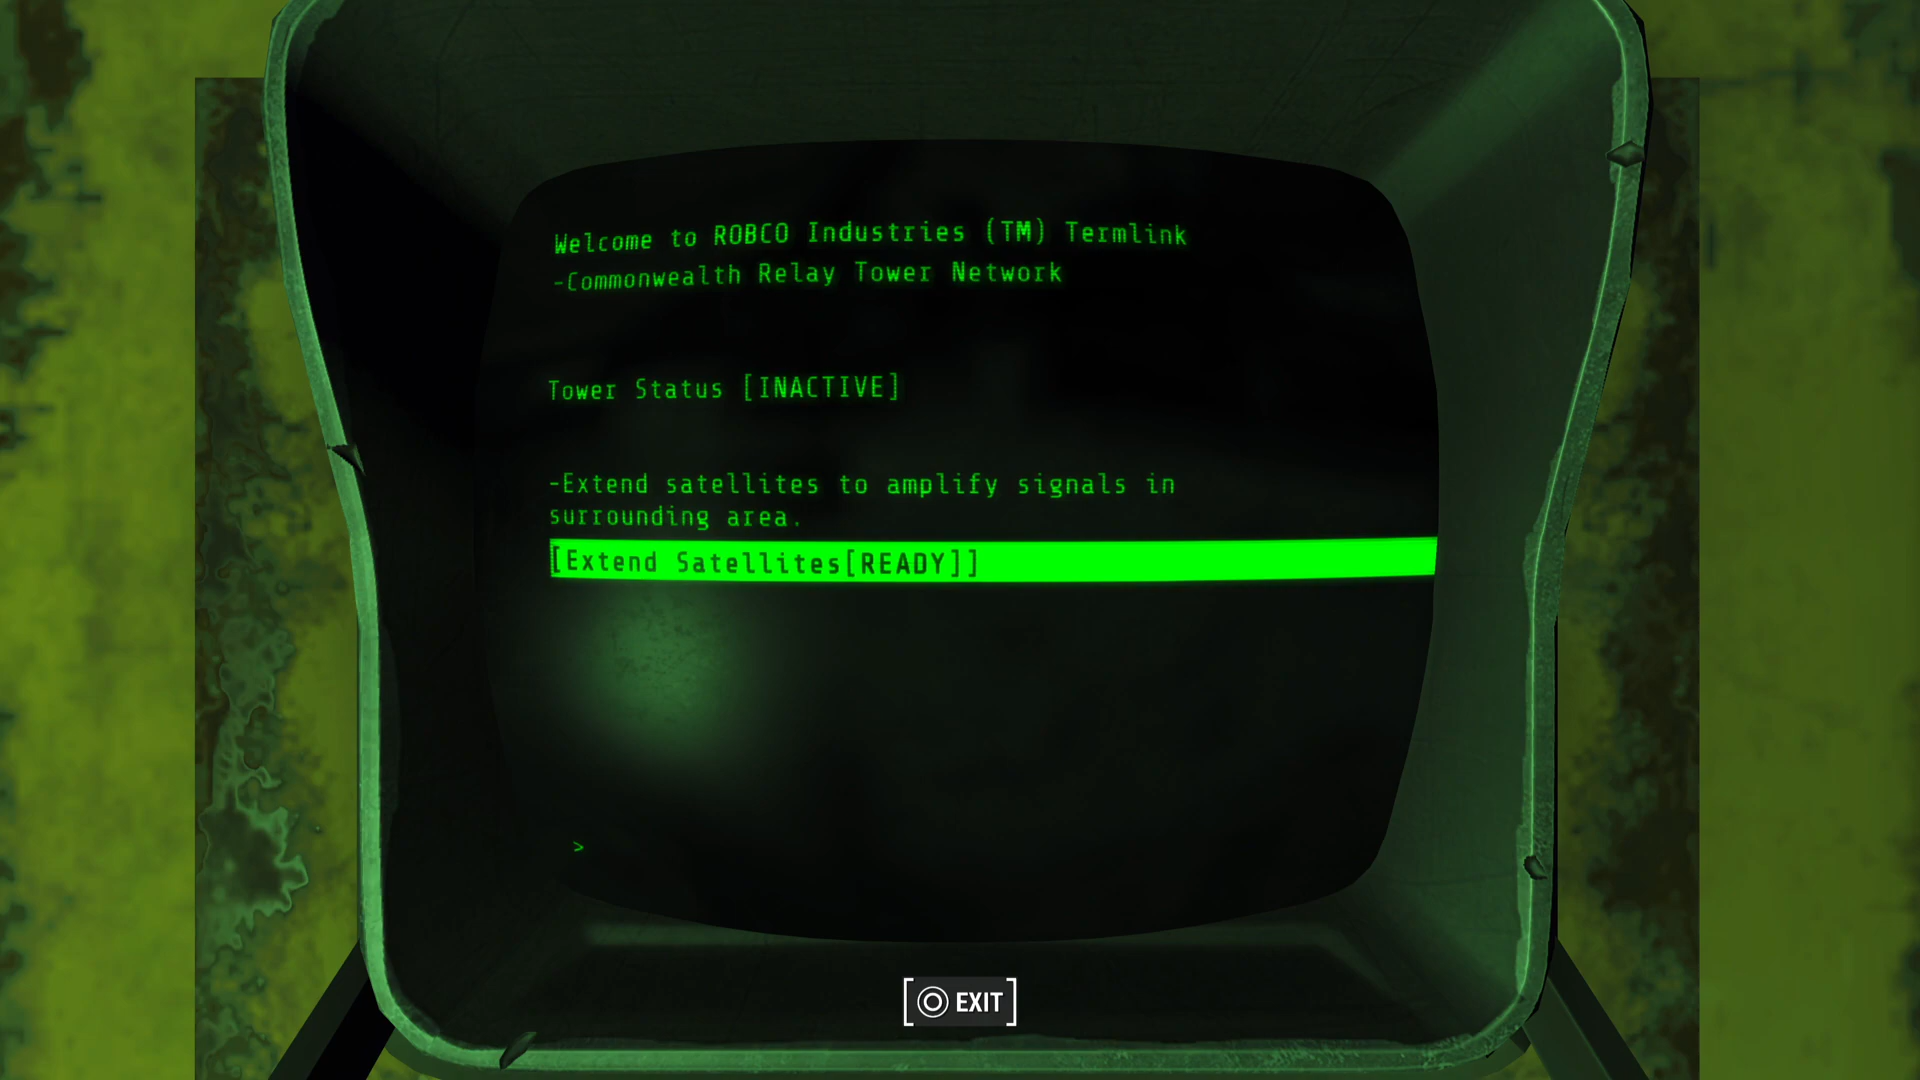 Welcome to ROBCO Industries (TM) Termlink
-Commonwealth Relay Tower Network
Tower Status [INACTIVE]
-Extend satellites to amplify signals in
surrounding area.
[Extend Satellites[READY]]
>
[EXIT]